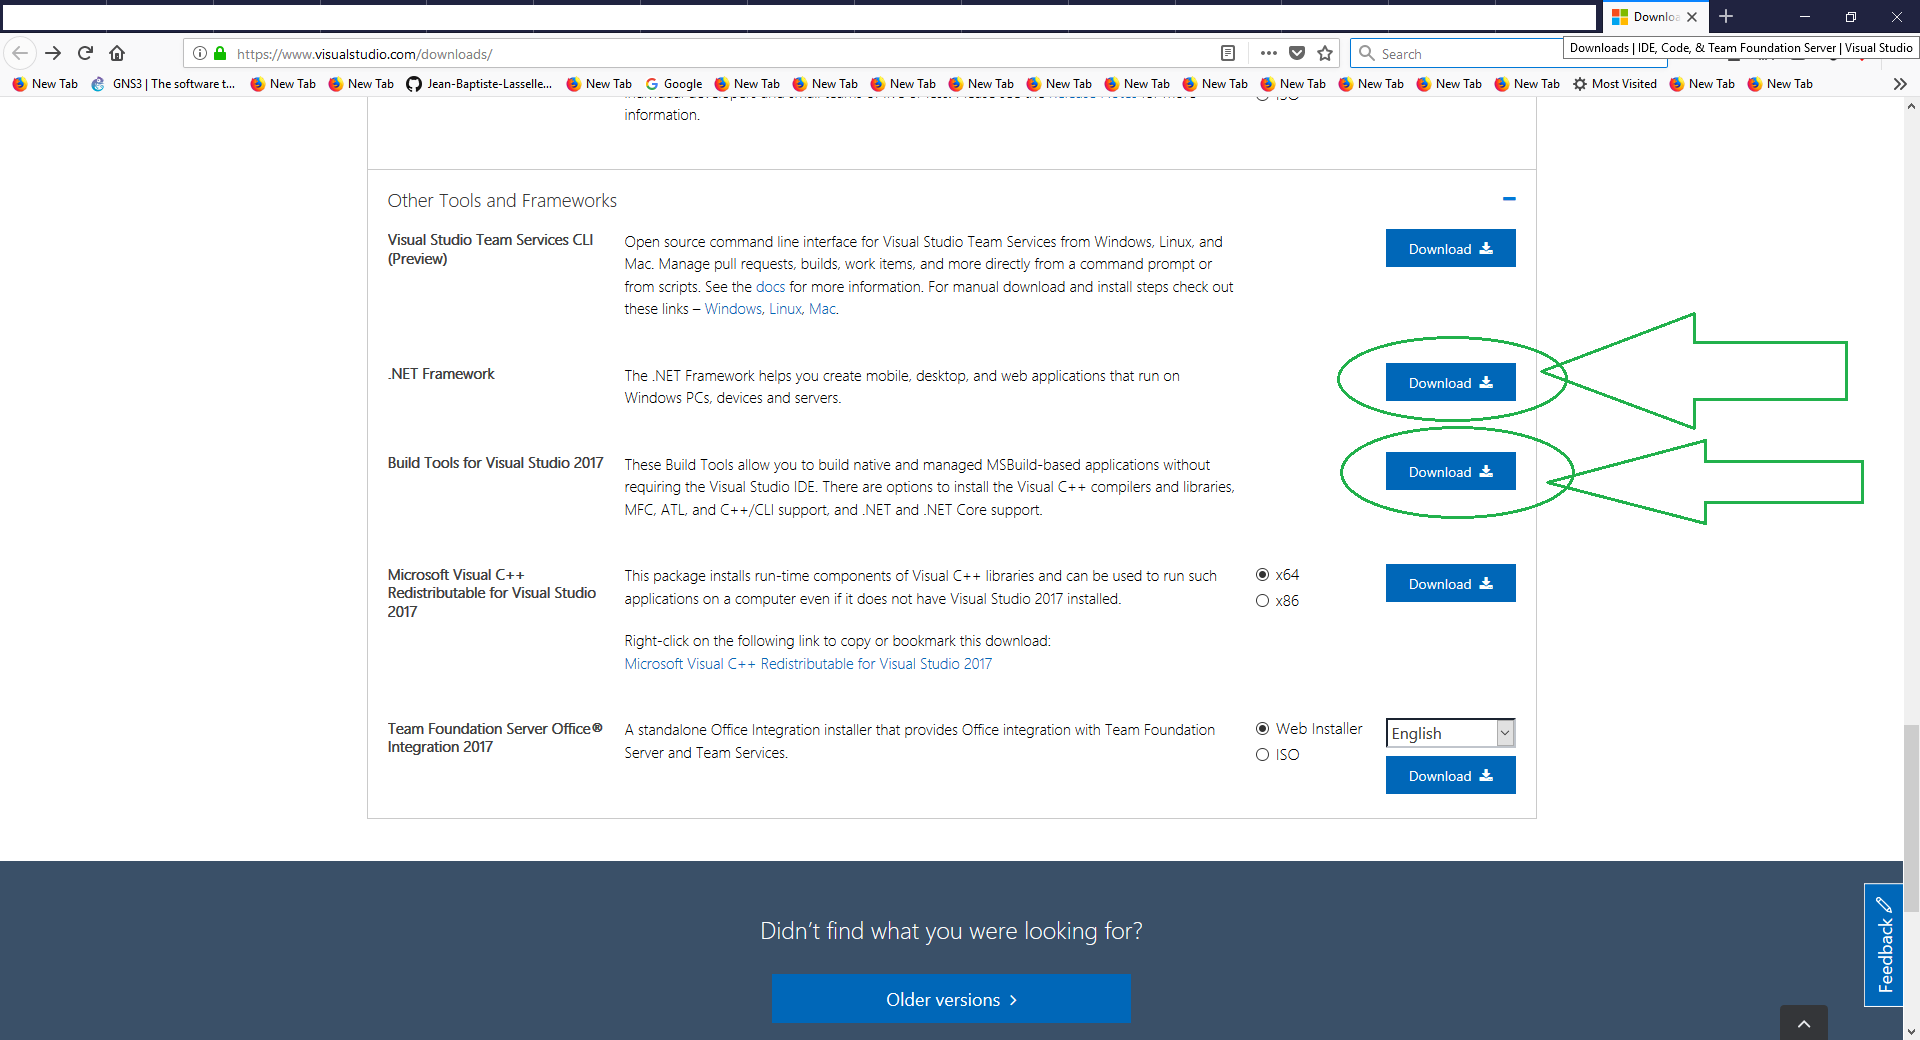 Downloa
Downloads | IDE, Code, & Team Foundation Server | Visual Studio
https://www.visualstudio.com/downloads/
Search
New Tab
GNS3 | The software t...
New Tab
New Tab
Jean-Baptiste-Lasselle...
New Tab
Google
New Tab
New Tab
New Tab
New Tab
New Tab
New Tab
New Tab
New Tab
New Tab
New Tab
New Tab
Most Visited
New Tab
New Tab
information.
Other Tools and Frameworks
Visual Studio Team Services CLI
(Preview)
Open source command line interface for Visual Studio Team Services from Windows, Linux, and
Mac. Manage pull requests, builds, work items, and more directly from a command prompt or
from scripts. See the docs for more information. For manual download and install steps check out
these links – Windows, Linux, Mac.
Download
.NET Framework
The .NET Framework helps you create mobile, desktop, and web applications that run on
Windows PCs, devices and servers.
Download
Build Tools for Visual Studio 2017
These Build Tools allow you to build native and managed MSBuild-based applications without
requiring the Visual Studio IDE. There are options to install the Visual C++ compilers and libraries,
MFC, ATL, and C++/CLI support, and .NET and .NET Core support.
Download
Microsoft Visual C++
Redistributable for Visual Studio
2017
This package installs run-time components of Visual C++ libraries and can be used to run such
applications on a computer even if it does not have Visual Studio 2017 installed.
Right-click on the following link to copy or bookmark this download:
Microsoft Visual C++ Redistributable for Visual Studio 2017
x64
x86
Download
Team Foundation Server Office®
Integration 2017
A standalone Office Integration installer that provides Office integration with Team Foundation
Server and Team Services.
Web Installer
ISO
English
Download
Didn't find what you were looking for?
Older versions
Feedback